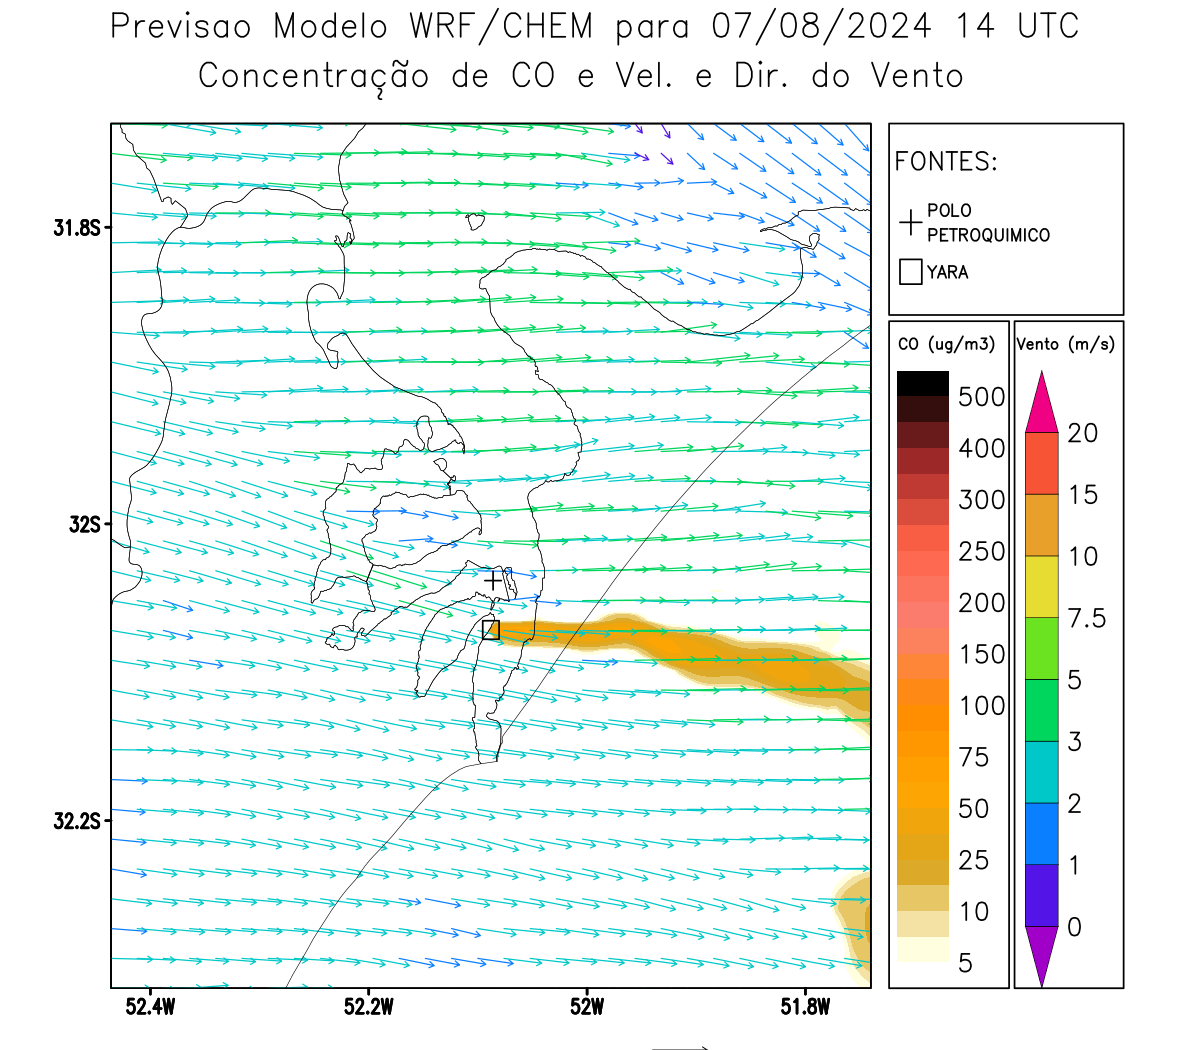 Previsao Modelo WRF/CHEM para 07/08/2024 14 UTC
Concentração de CO e Vel. e Dir. do Vento
FONTES:
POLO
PETROQUIMICO
YARA
CO (ug/m3)
500
400
300
250
200
150
100
75
50
25
10
5
Vento (m/s)
20
15
10
7.5
5
3
2
1
0
31.8S
32S
32.2S
52.4W
52.2W
52W
51.8W